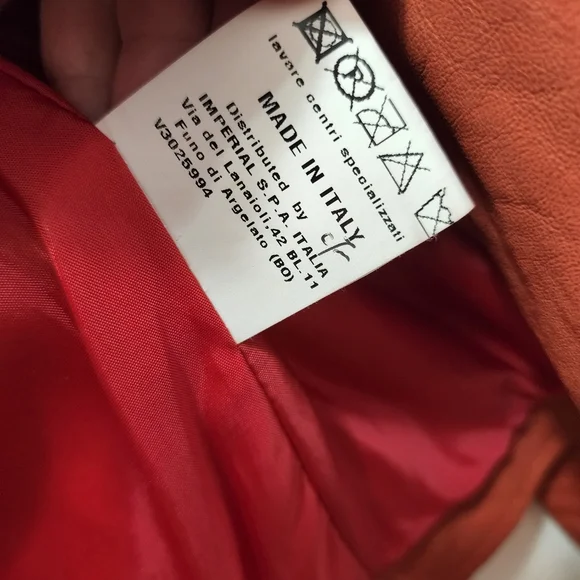 P
lavare centri specializzati
MADE IN ITALY
Distributed by
IMPERIAL S.P.A. ITALIA
Via del Lanaioli,42 BL.11
Funo di Argelato (BO)
V3025994